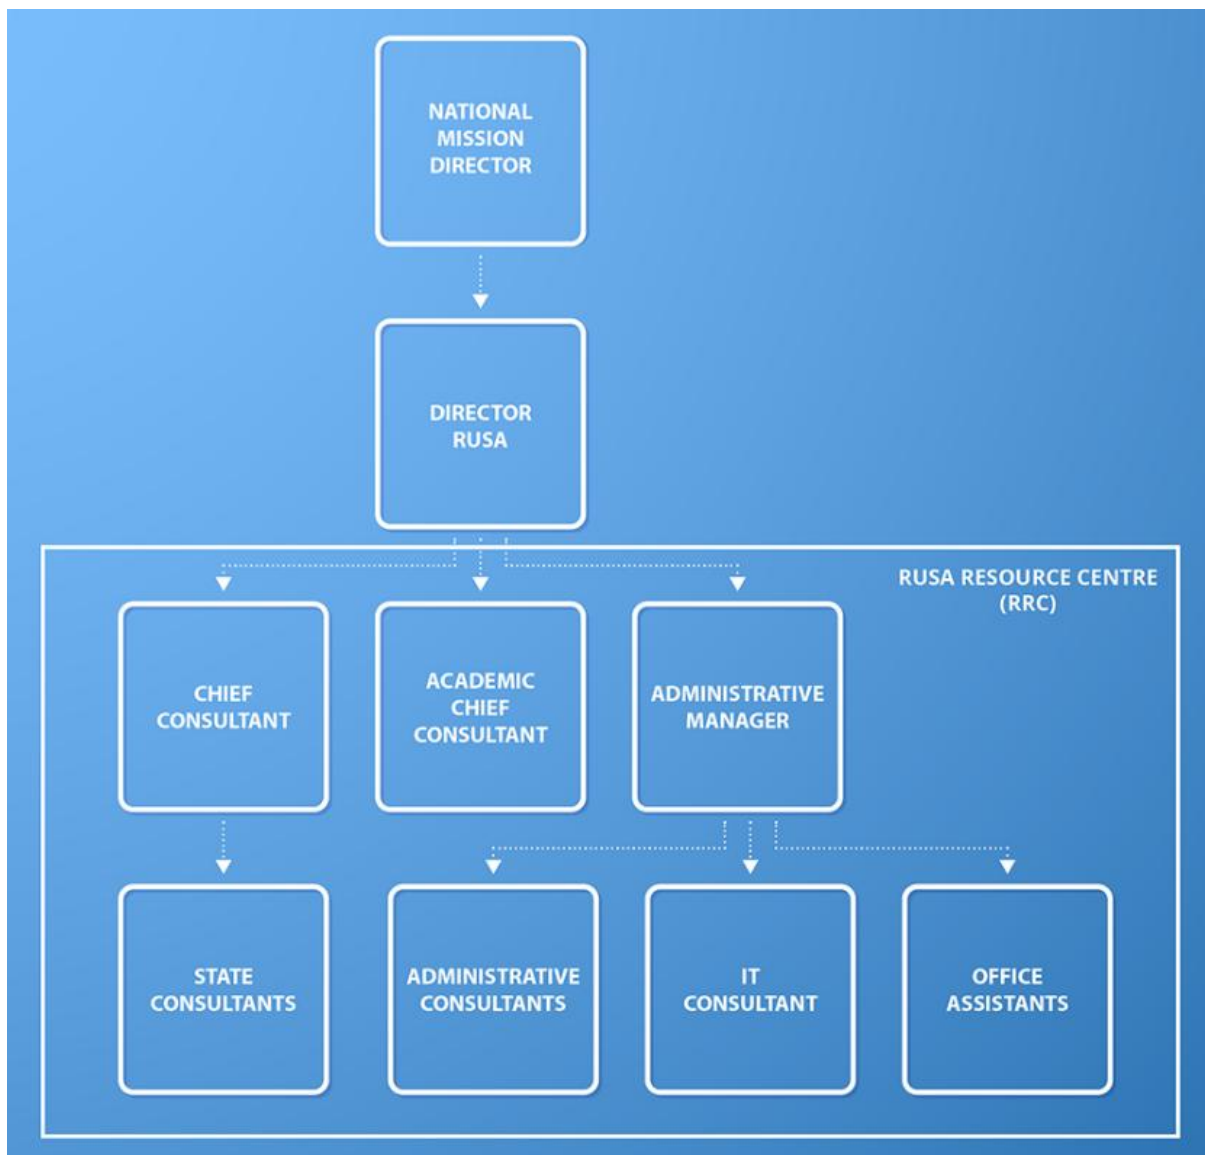 NATIONAL
MISSION
DIRECTOR
DIRECTOR
RUSA
RUSA RESOURCE CENTRE
(RRC)
CHIEF
CONSULTANT
ACADEMIC
CHIEF
CONSULTANT
ADMINISTRATIVE
MANAGER
STATE
CONSULTANTS
ADMINISTRATIVE
CONSULTANTS
IT
CONSULTANT
OFFICE
ASSISTANTS